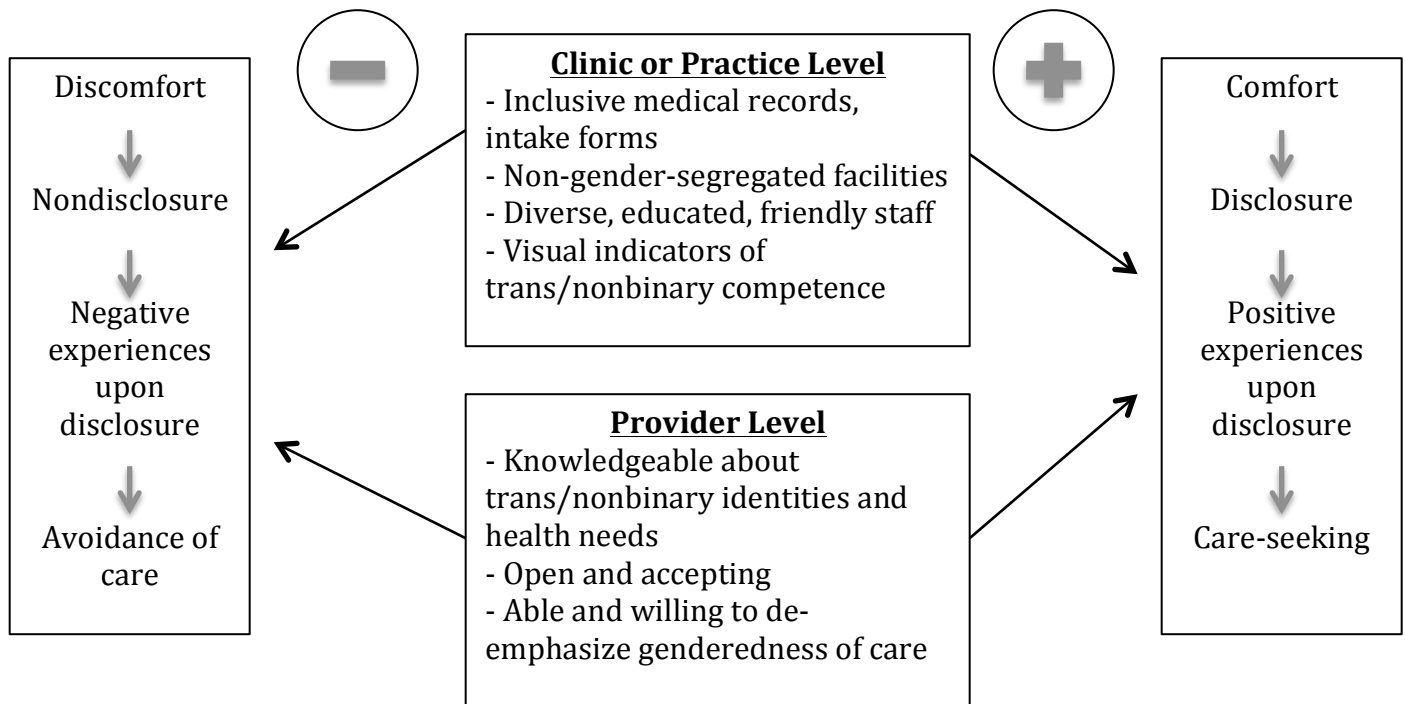 Discomfort
Nondisclosure
Negative
experiences
upon
disclosure
Avoidance of
care
Clinic or Practice Level
- Inclusive medical records,
intake forms
- Non-gender-segregated facilities
- Diverse, educated, friendly staff
- Visual indicators of
trans/nonbinary competence
Provider Level
- Knowledgeable about
trans/nonbinary identities and
health needs
- Open and accepting
- Able and willing to de-
emphasize genderedness of care
Comfort
Disclosure
Positive
experiences
upon
disclosure
Care-seeking